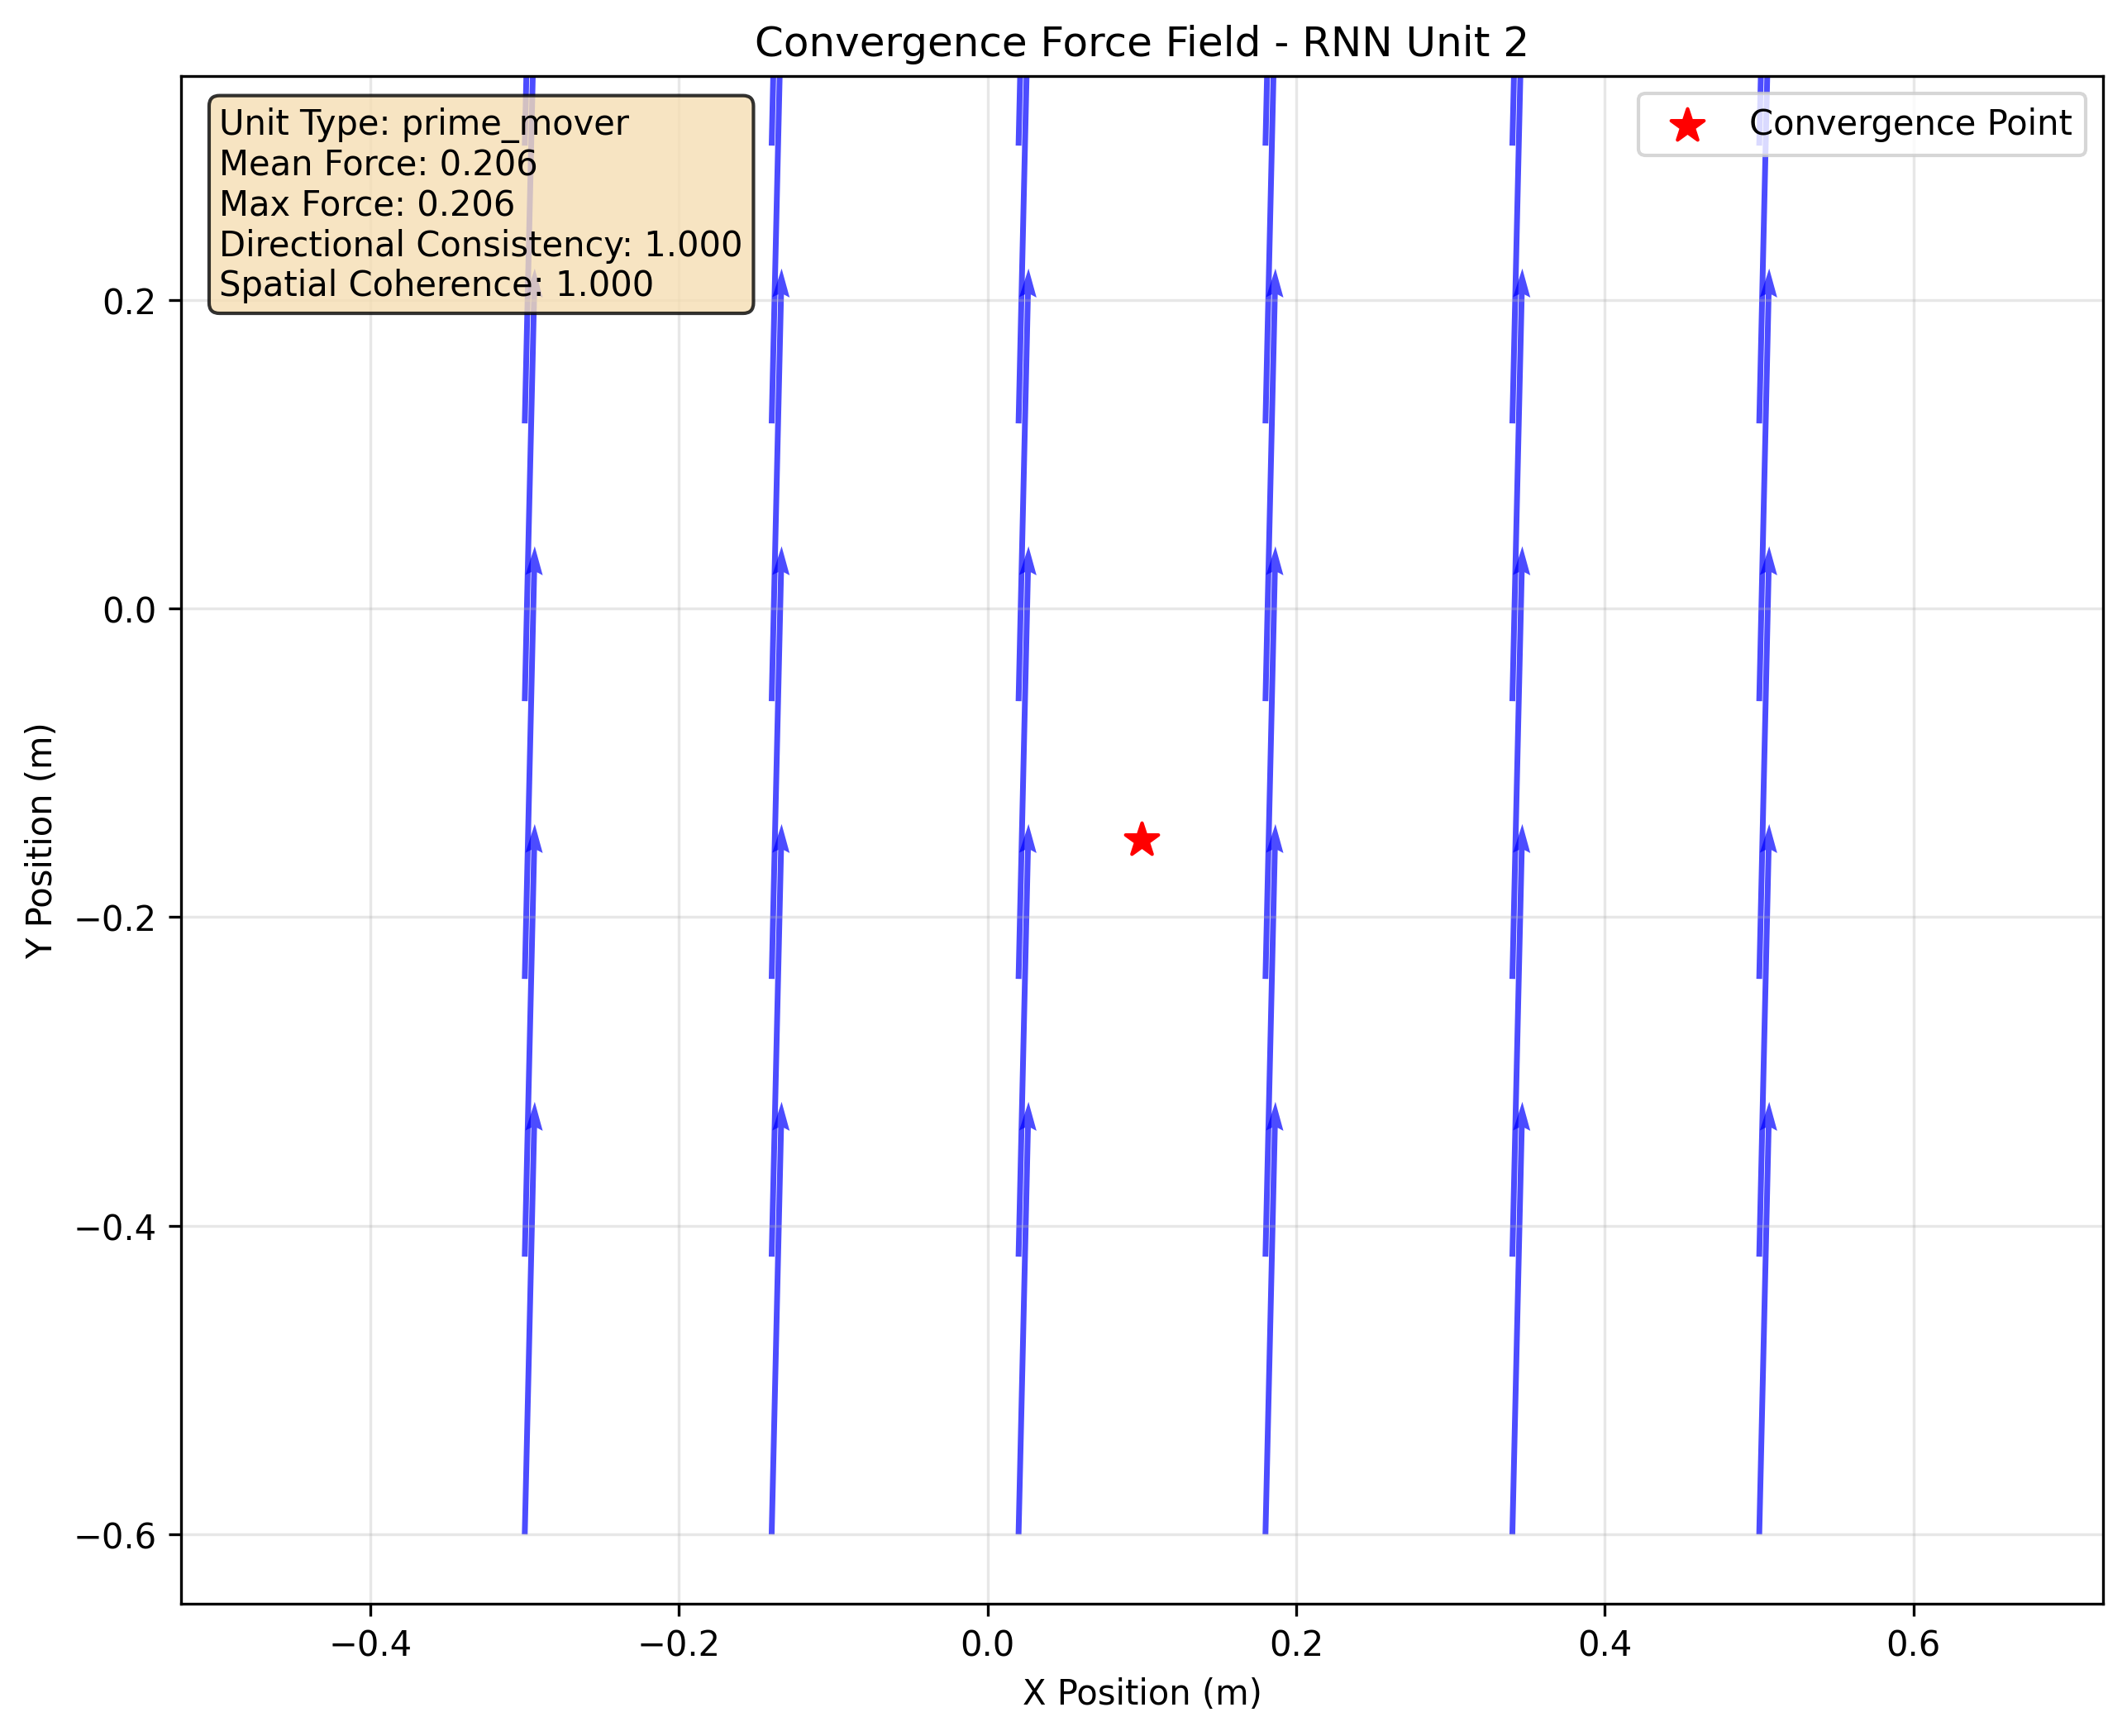 Convergence Force Field - RNN Unit 2
Unit Type: prime_mover
Mean Force: 0.206
Max Force: 0.206
Directional Consistency: 1.000
Spatial Coherence: 1.000
Convergence Point
0.2
0.0
−0.2
−0.4
−0.6
Y Position (m)
−0.4
−0.2
0.0
0.2
0.4
0.6
X Position (m)